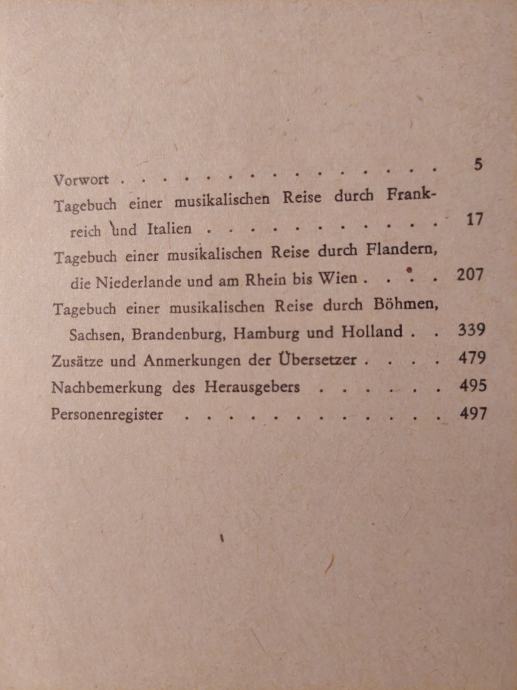 Vorwort . . . . . . . . . . . . . . 5
Tagebuch einer musikalischen Reise durch Frank-
reich und Italien . . . . . . . . . . . 17
Tagebuch einer musikalischen Reise durch Flandern,
die Niederlande und am Rhein bis Wien . . . . 207
Tagebuch einer musikalischen Reise durch Böhmen,
Sachsen, Brandenburg, Hamburg und Holland . . 339
Zusätze und Anmerkungen der Übersetzer . . . . 479
Nachbemerkung des Herausgebers . . . . . . 495
Personenregister . . . . . . . . . . . . 497